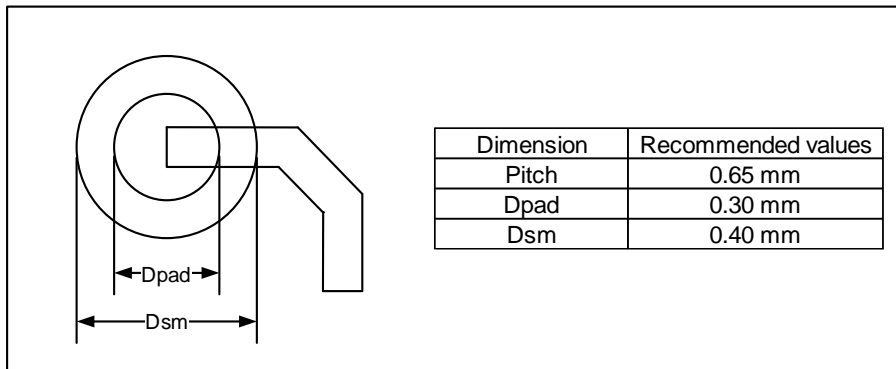 Dpad
Dsm
Dimension Recommended values
Pitch 0.65 mm
Dpad 0.30 mm
Dsm 0.40 mm